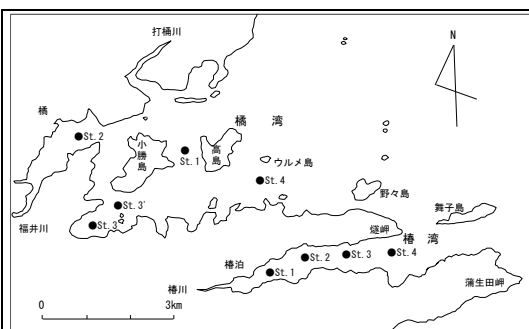 打樋川
N
橘
橘 湾
St. 2
小勝島
St. 1
高島
ウルメ島
St. 4
野々島
舞子島
St. 3'
St. 3
福井川
燧岬
椿 湾
椿泊
St. 1
St. 2
St. 3
St. 4
椿川
蒲生田岬
0 3km